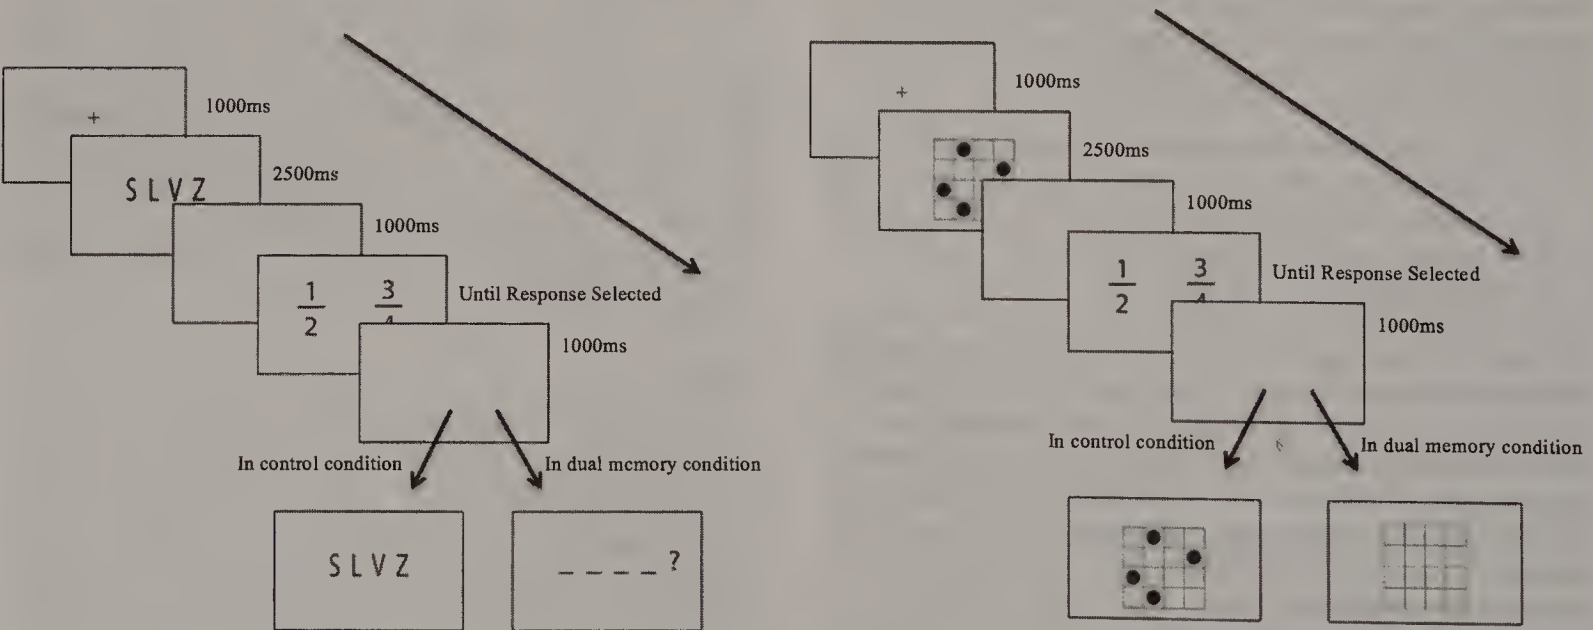 +
1000ms
S L V Z
2500ms
1000ms
1 3
2 4
Until Response Selected
1000ms
In control condition
In dual memory condition
S L V Z
_ _ _ _ ?
+
1000ms
2500ms
1000ms
1 3
2 4
Until Response Selected
1000ms
In control condition
In dual memory condition